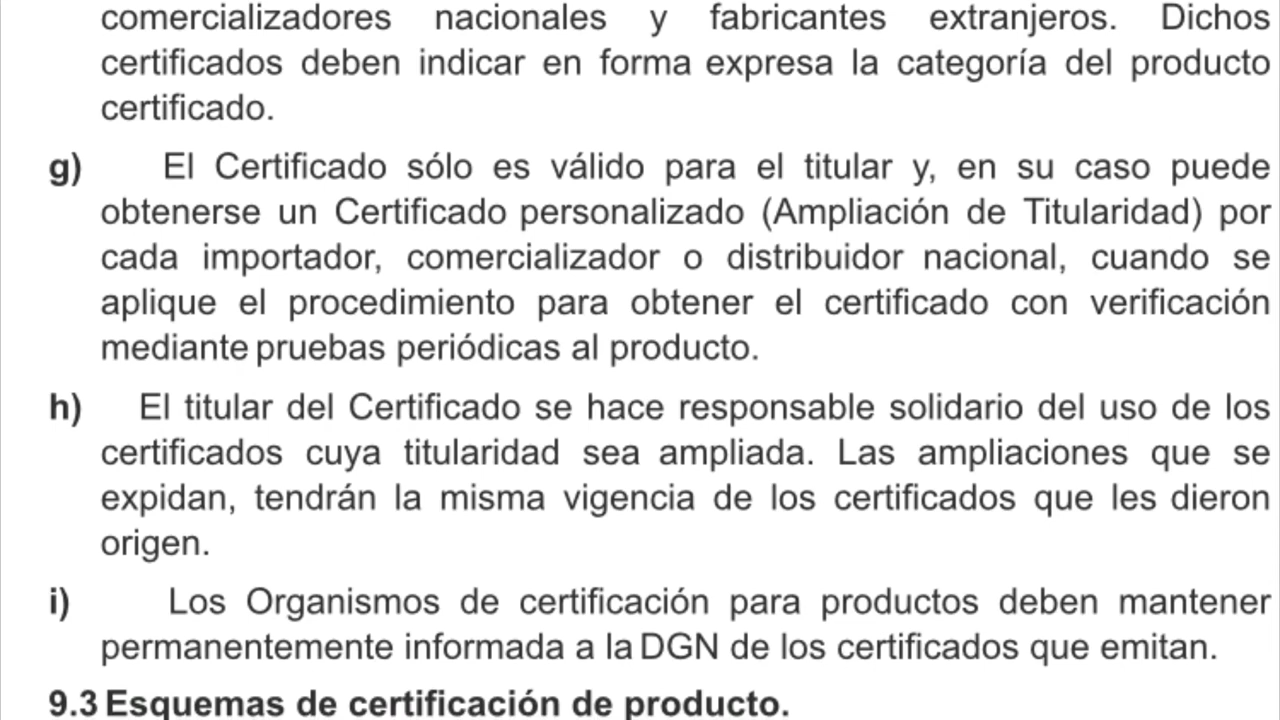 comercializadores nacionales y fabricantes extranjeros. Dichos
certificados deben indicar en forma expresa la categoría del producto
certificado.
g) El Certificado sólo es válido para el titular y, en su caso puede
obtenerse un Certificado personalizado (Ampliación de Titularidad) por
cada importador, comercializador o distribuidor nacional, cuando se
aplique el procedimiento para obtener el certificado con verificación
mediante pruebas periódicas al producto.
h) El titular del Certificado se hace responsable solidario del uso de los
certificados cuya titularidad sea ampliada. Las ampliaciones que se
expidan, tendrán la misma vigencia de los certificados que les dieron
origen.
i) Los Organismos de certificación para productos deben mantener
permanentemente informada a la DGN de los certificados que emitan.
9.3 Esquemas de certificación de producto.